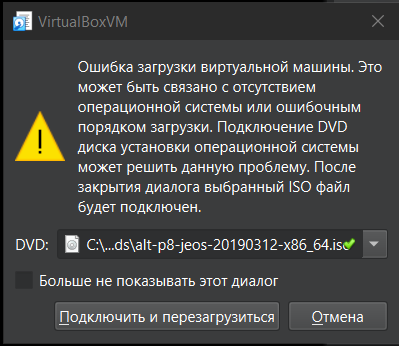 VirtualBoxVM
Ошибка загрузки виртуальной машины. Это
может быть связано с отсутствием
операционной системы или ошибочным
порядком загрузки. Подключение DVD
диска установки операционной системы
может решить данную проблему. После
закрытия диалога выбранный ISO файл
будет подключен.
DVD: C:\...ds\alt-p8-jeos-20190312-x86_64.iso
Больше не показывать этот диалог
Подключить и перезагрузиться Отмена